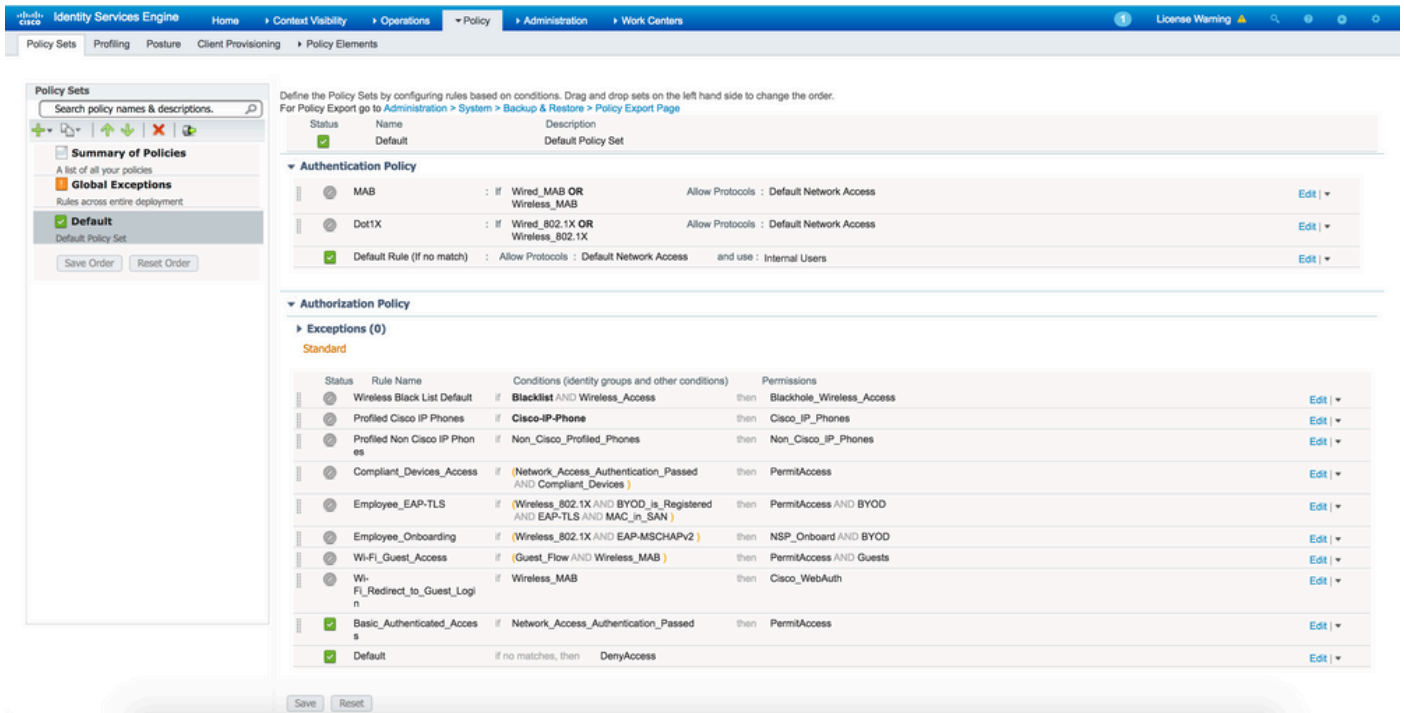 cisco Identity Services Engine Home Context Visibility Operations Policy Administration Work Centers 1 License Warning
Policy Sets Profiling Posture Client Provisioning Policy Elements
Policy Sets
Search policy names & descriptions.
Summary of Policies
A list of all your policies
Global Exceptions
Rules across entire deployment
Default
Default Policy Set
Save Order Reset Order
Define the Policy Sets by configuring rules based on conditions. Drag and drop sets on the left hand side to change the order.
For Policy Export go to Administration > System > Backup & Restore > Policy Export Page
Status Name Description
Default Default Policy Set
Authentication Policy
MAB : If Wired_MAB OR Allow Protocols : Default Network Access Edit |
Wireless_MAB
Dot1X : If Wired_802.1X OR Allow Protocols : Default Network Access Edit |
Wireless_802.1X
Default Rule (If no match) : Allow Protocols : Default Network Access and use : Internal Users Edit |
Authorization Policy
Exceptions (0)
Standard
Status Rule Name Conditions (identity groups and other conditions) Permissions
Wireless Black List Default if Blacklist AND Wireless_Access then Blackhole_Wireless_Access Edit |
Profiled Cisco IP Phones if Cisco-IP-Phone then Cisco_IP_Phones Edit |
Profiled Non Cisco IP Phon if Non_Cisco_Profiled_Phones then Non_Cisco_IP_Phones Edit |
es
Compliant_Devices_Access if (Network_Access_Authentication_Passed then PermitAccess Edit |
AND Compliant_Devices )
Employee_EAP-TLS if (Wireless_802.1X AND BYOD_is_Registered then PermitAccess AND BYOD Edit |
AND EAP-TLS AND MAC_in_SAN )
Employee_Onboarding if (Wireless_802.1X AND EAP-MSCHAPv2 ) then NSP_Onboard AND BYOD Edit |
Wi-Fi_Guest_Access if (Guest_Flow AND Wireless_MAB ) then PermitAccess AND Guests Edit |
Wi- if Wireless_MAB then Cisco_WebAuth Edit |
Fi_Redirect_to_Guest_Logi
n
Basic_Authenticated_Acces if Network_Access_Authentication_Passed then PermitAccess Edit |
s
Default if no matches, then DenyAccess Edit |
Save Reset